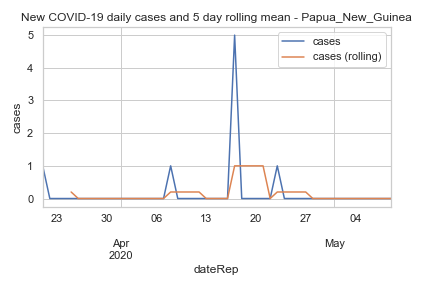 New COVID-19 daily cases and 5 day rolling mean - Papua_New_Guinea
cases
cases (rolling)
5
4
3
2
1
0
cases
23 30 06 13 20 27 04
Apr May
2020
dateRep